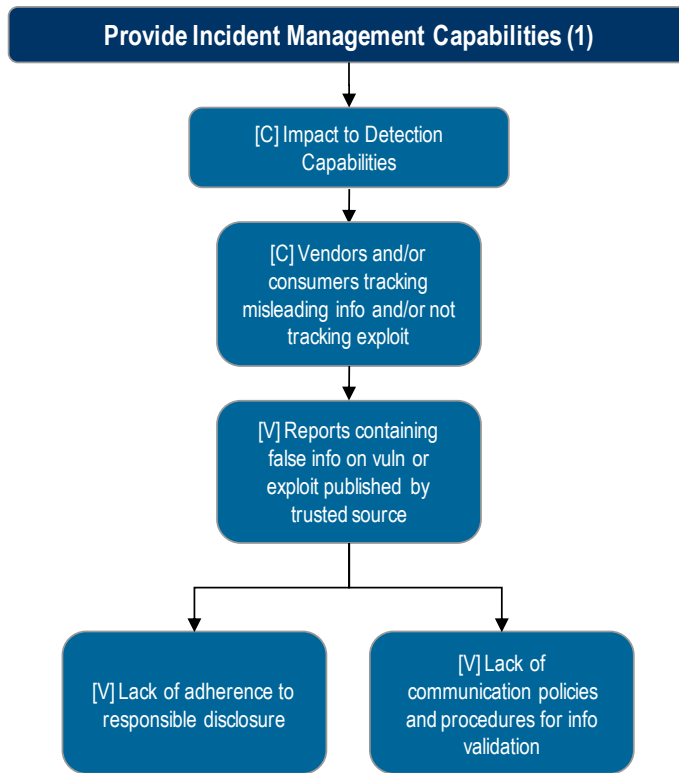 Provide Incident Management Capabilities (1)
[C] Impact to Detection
Capabilities
[C] Vendors and/or
consumers tracking
misleading info and/or not
tracking exploit
[V] Reports containing
false info on vuln or
exploit published by
trusted source
[V] Lack of adherence to
responsible disclosure
[V] Lack of
communication policies
and procedures for info
validation